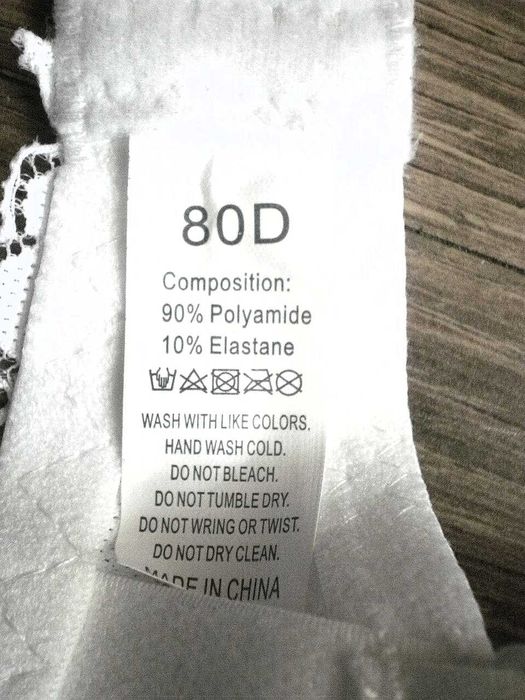 80D
Composition:
90% Polyamide
10% Elastane
WASH WITH LIKE COLORS.
HAND WASH COLD.
DO NOT BLEACH.
DO NOT TUMBLE DRY.
DO NOT WRING OR TWIST.
DO NOT DRY CLEAN.
MADE IN CHINA